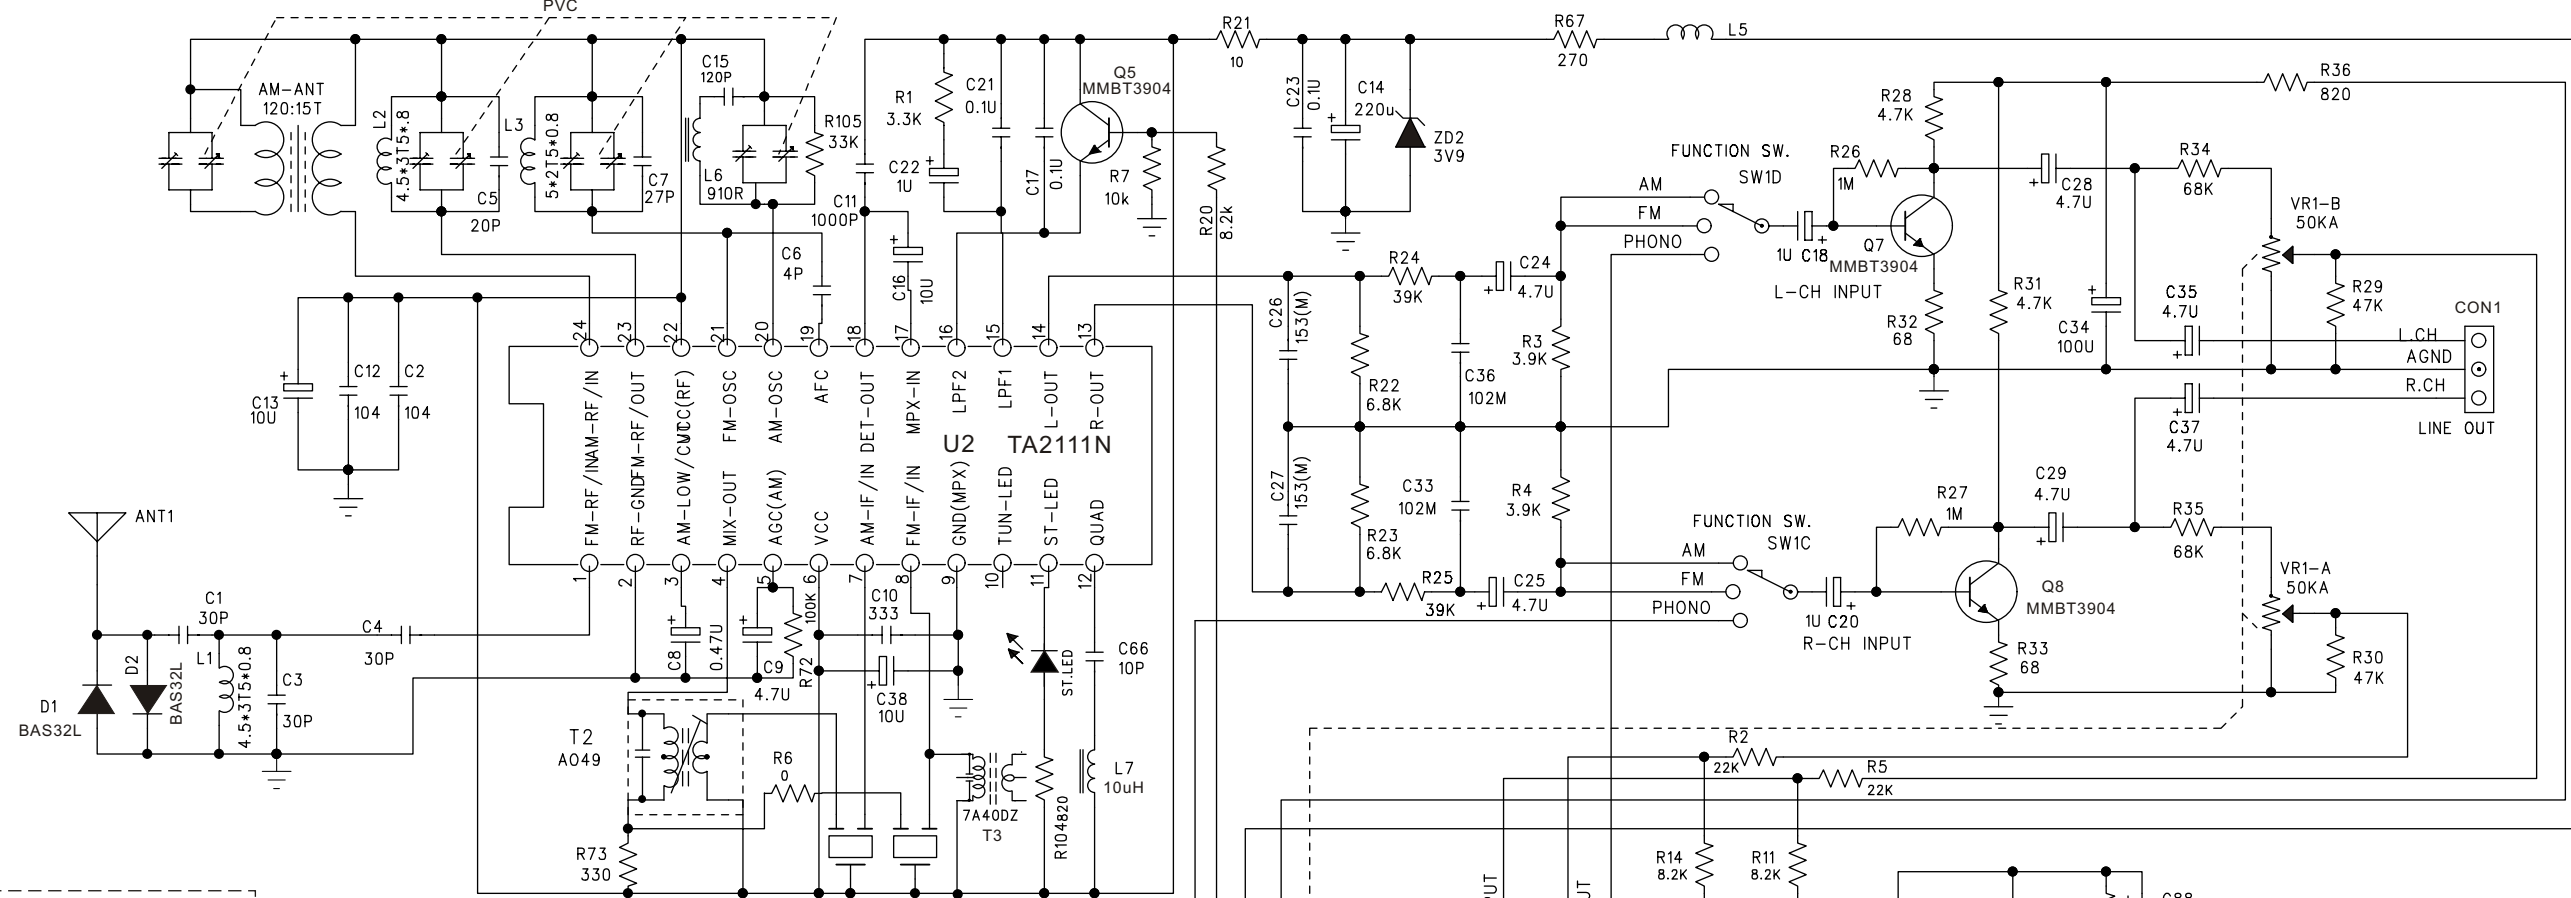 PVC
AM-ANT
120:15T
L2
4.5*3T5*.8
C5
20P
L3
5*2T5*0.8
C7
27P
C15
120P
L6
910R
R105
33K
C11
1000P
C6
4P
R1
3.3K
C22
1U
C16
10U
C21
0.1U
C17
0.1U
Q5
MMBT3904
R7
10k
R20
8.2k
R21
10
C23
0.1U
C14
220u
ZD2
3V9
R67
270
L5
R28
4.7K
R26
1M
FUNCTION SW.
SW1D
AM
FM
PHONO
1U C18
L-CH INPUT
Q7
MMBT3904
R32
68
R31
4.7K
C28
4.7U
C34
100U
R36
820
R34
68K
VR1-B
50KA
R29
47K
C35
4.7U
C37
4.7U
CON1
L.CH
AGND
R.CH
LINE OUT
R24
39K
C24
4.7U
C26
153(M)
R22
6.8K
C36
102M
R3
3.9K
C27
153(M)
R23
6.8K
C33
102M
R4
3.9K
R25
39K
C25
4.7U
FUNCTION SW.
SW1C
AM
FM
PHONO
1U C20
R-CH INPUT
R27
1M
Q8
MMBT3904
R33
68
C29
4.7U
R35
68K
VR1-A
50KA
R30
47K
C13
10U
C12
104
C2
104
24 23 22 21 20 19 18 17 16 15 14 13
AM-RF/IN
FM-RF/OUT
VCC(RF)
FM-OSC
AM-OSC
AFC
DET-OUT
MPX-IN
LPF2
LPF1
L-OUT
R-OUT
U2
TA2111N
FM-RF/IN
RF-GND
AM-LOW/CUT
MIX-OUT
AGC(AM)
VCC
AM-IF/IN
FM-IF/IN
GND(MPX)
TUN-LED
ST-LED
QUAD
1 2 3 4 5 6 7 8 9 10 11 12
ANT1
C1
30P
C4
30P
D1
BAS32L
D2
BAS32L
L1
4.5*3T5*0.8
C3
30P
C8
0.47U
C9
4.7U
R72
100K
C10
333
C38
10U
ST.LED
C66
10P
T2
AO49
R6
0
7A40DZ
T3
R104
820
L7
10uH
R73
330
R2
22K
R5
22K
R14
8.2K
R11
8.2K
UT
UT
C88